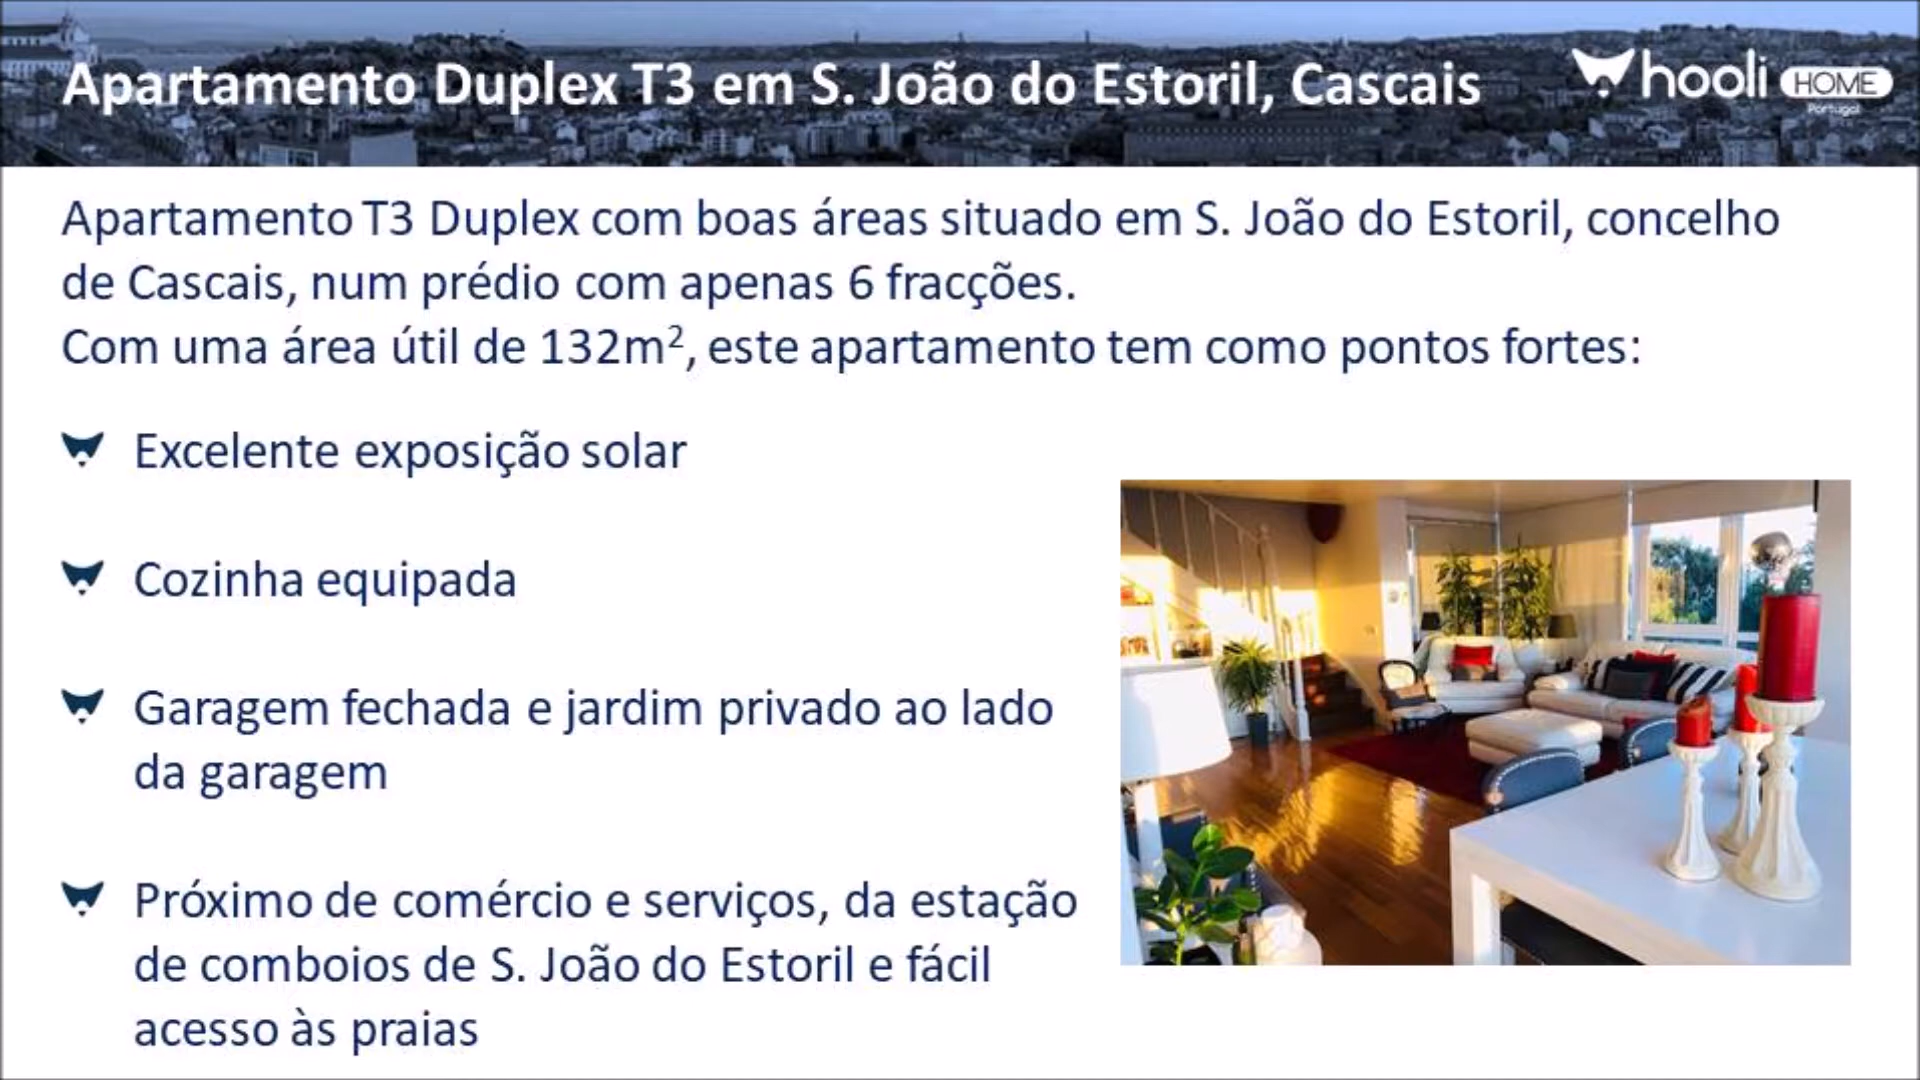 Apartamento Duplex T3 em S. João do Estoril, Cascais
hooli HOME
Portugal
Apartamento T3 Duplex com boas áreas situado em S. João do Estoril, concelho
de Cascais, num prédio com apenas 6 fracções.
Com uma área útil de 132m², este apartamento tem como pontos fortes:
Excelente exposição solar
Cozinha equipada
Garagem fechada e jardim privado ao lado
da garagem
Próximo de comércio e serviços, da estação
de comboios de S. João do Estoril e fácil
acesso às praias